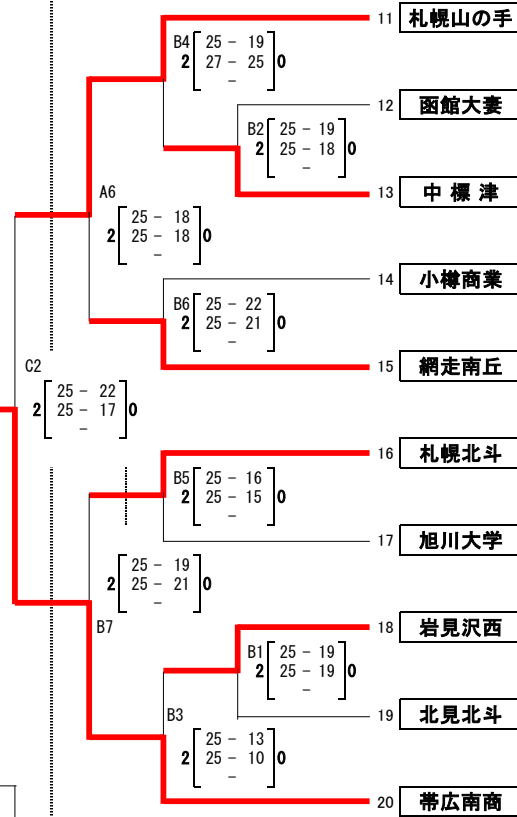 11 札幌山の手
B4
25 － 19
2 27 － 25 0
－
12 函館大妻
B2
25 － 19
2 25 － 18 0
－
13 中標津
A6
25 － 18
2 25 － 18 0
－
14 小樽商業
B6
25 － 22
2 25 － 21 0
－
15 網走南丘
C2
25 － 22
2 25 － 17 0
－
16 札幌北斗
B5
25 － 16
2 25 － 15 0
－
17 旭川大学
25 － 19
2 25 － 21 0
－
B7
18 岩見沢西
B1
25 － 19
2 25 － 19 0
－
19 北見北斗
B3
25 － 13
2 25 － 10 0
－
20 帯広南商